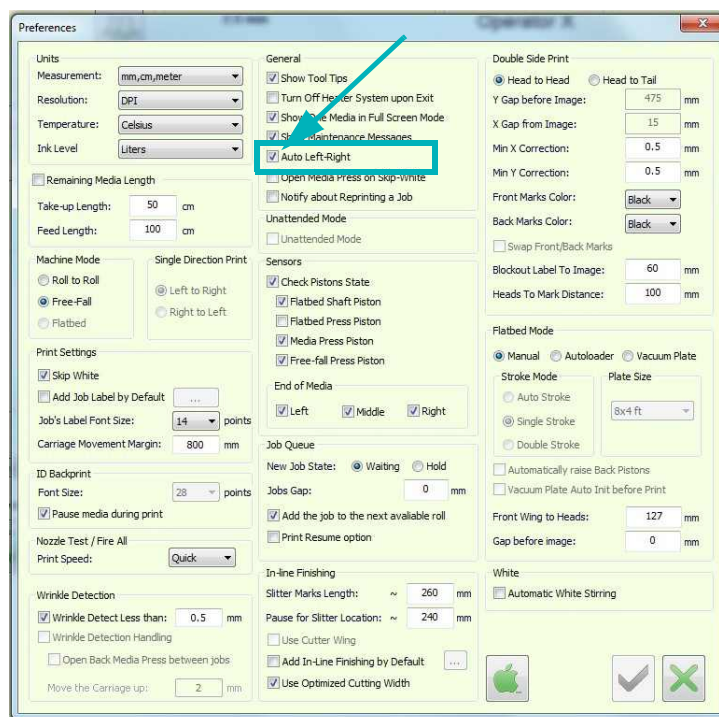 Operator X
Preferences
Units
Measurement: mm,cm,meter
Resolution: DPI
Temperature: Celsius
Ink Level Liters
Remaining Media Length
Take-up Length: 50 cm
Feed Length: 100 cm
Machine Mode
Roll to Roll
Free-Fall
Flatbed
Single Direction Print
Left to Right
Right to Left
Print Settings
Skip White
Add Job Label by Default ...
Job's Label Font Size: 14 points
Carriage Movement Margin: 800 mm
ID Backprint
Font Size: 28 points
Pause media during print
Nozzle Test / Fire All
Print Speed: Quick
Wrinkle Detection
Wrinkle Detect Less than: 0.5 mm
Wrinkle Detection Handling
Open Back Media Press between jobs
Move the Carriage up: 2 mm
General
Show Tool Tips
Turn Off Heater System upon Exit
Show One Media in Full Screen Mode
Show Maintenance Messages
Auto Left-Right
Open Media Press on Skip-White
Notify about Reprinting a Job
Unattended Mode
Unattended Mode
Sensors
Check Pistons State
Flatbed Shaft Piston
Flatbed Press Piston
Media Press Piston
Free-fall Press Piston
End of Media
Left Middle Right
Job Queue
New Job State: Waiting Hold
Jobs Gap: 0 mm
Add the job to the next avaliable roll
Print Resume option
In-line Finishing
Slitter Marks Length: ~ 260 mm
Pause for Slitter Location: ~ 240 mm
Use Cutter Wing
Add In-Line Finishing by Default ...
Use Optimized Cutting Width
Double Side Print
Head to Head Head to Tail
Y Gap before Image: 475 mm
X Gap from Image: 15 mm
Min X Correction: 0.5 mm
Min Y Correction: 0.5 mm
Front Marks Color: Black
Back Marks Color: Black
Swap Front/Back Marks
Blockout Label To Image: 60 mm
Heads To Mark Distance: 100 mm
Flatbed Mode
Manual Autoloader Vacuum Plate
Stroke Mode
Auto Stroke
Single Stroke
Double Stroke
Plate Size
8x4 ft
Automatically raise Back Pistons
Vacuum Plate Auto Init before Print
Front Wing to Heads: 127 mm
Gap before image: 0 mm
White
Automatic White Stirring